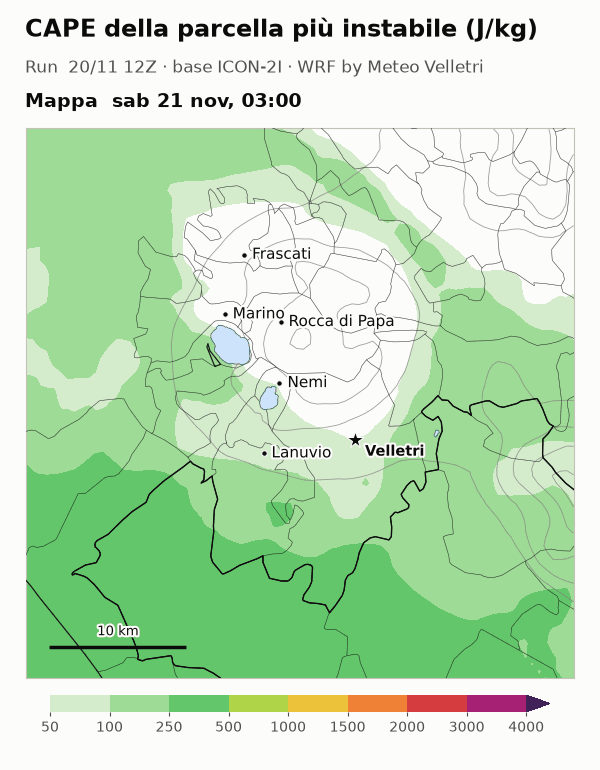 CAPE della parcella più instabile (J/kg)
Run  20/11 12Z · base ICON-2I · WRF by Meteo Velletri
Mappa  sab 21 nov, 03:00
Frascati
Marino
Rocca di Papa
Nemi
Velletri
Lanuvio
10 km
50 100 250 500 1000 1500 2000 3000 4000